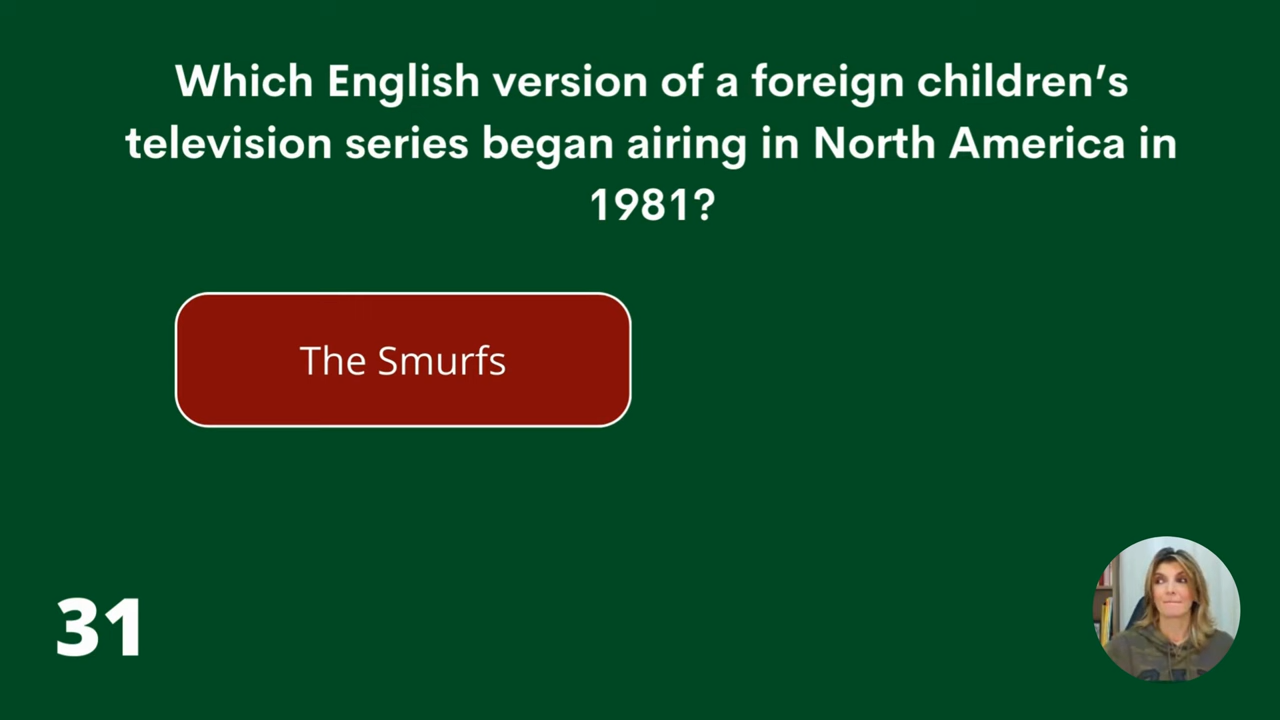 Which English version of a foreign children’s
television series began airing in North America in
1981?
The Smurfs
31